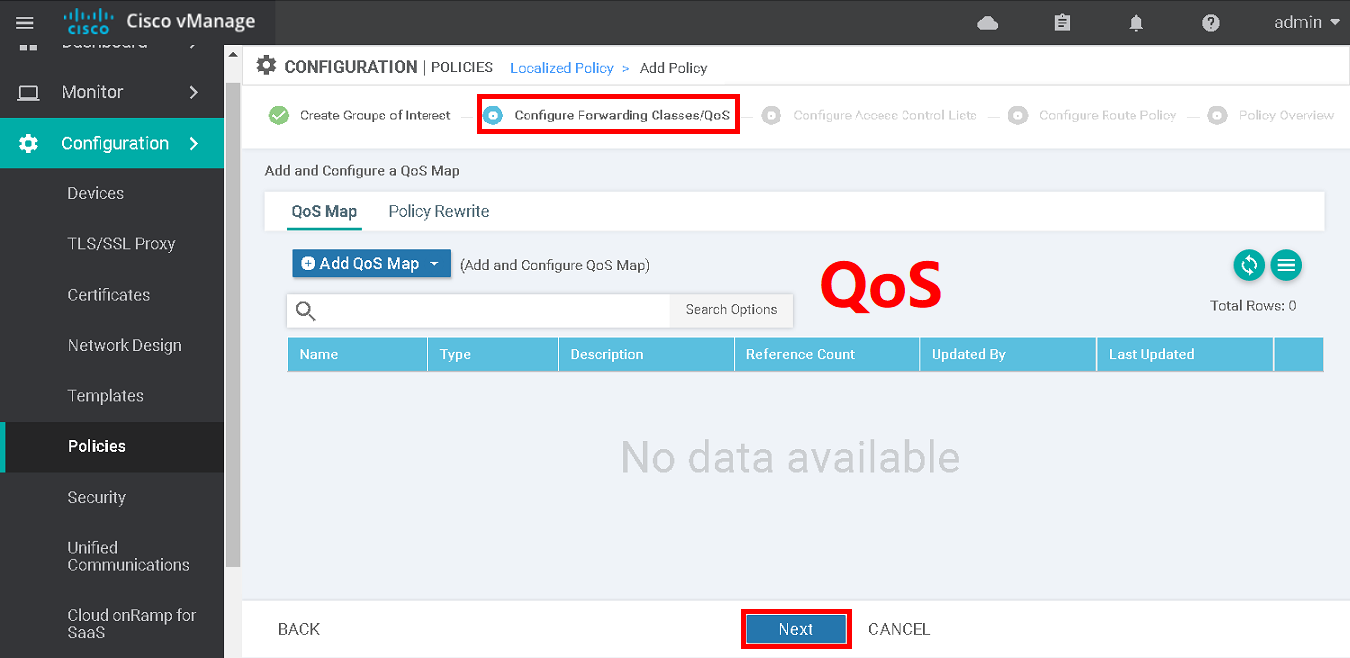 cisco Cisco vManage
admin
Dashboard
Monitor
Configuration
Devices
TLS/SSL Proxy
Certificates
Network Design
Templates
Policies
Security
Unified
Communications
Cloud onRamp for
SaaS
CONFIGURATION | POLICIES Localized Policy > Add Policy
Create Groups of Interest Configure Forwarding Classes/QoS Configure Access Control Lists Configure Route Policy Policy Overview
Add and Configure a QoS Map
QoS Map Policy Rewrite
Add QoS Map (Add and Configure QoS Map)
QoS
Search Options
Total Rows: 0
Name Type Description Reference Count Updated By Last Updated
No data available
BACK Next CANCEL